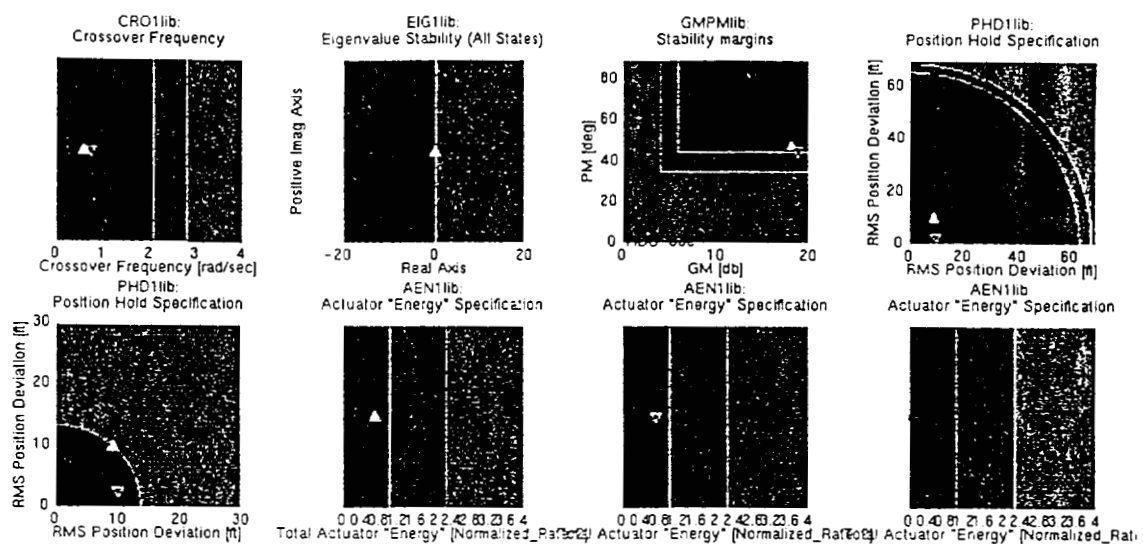 CRO1lib:
Crossover Frequency
0 1 2 3 4
Crossover Frequency [rad/sec]
EIG1lib:
Eigenvalue Stability (All States)
Positive Imag Axis
-20 0 20
Real Axis
GMPMlib:
Stability margins
PM [deg]
80
60
40
20
0
0 10 20
GM [db]
PHD1lib:
Position Hold Specification
RMS Position Deviation [ft]
60
40
20
0
0 20 40 60
RMS Position Deviation [ft]
PHD1lib:
Position Hold Specification
RMS Position Deviation [ft]
30
20
10
0
0 10 20 30
RMS Position Deviation [ft]
AEN1lib:
Actuator "Energy" Specification
Total Actuator "Energy" [Normalized_Rate
AEN1lib:
Actuator "Energy" Specification
Actuator "Energy" [Normalized_Rate
AEN1lib
Actuator "Energy" Specification
Actuator "Energy" [Normalized_Rat